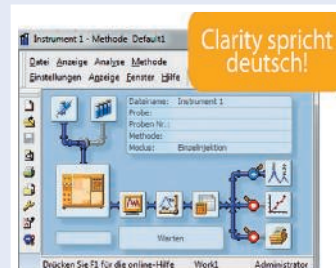 Instrument 1 - Methode Default1
Clarity spricht
deutsch!
Datei Anzeige Analyse Methode
Einstellungen Anzeige Fenster Hilfe
Dateiname: Instrument 1
Probe:
Proben Nr.:
Methode:
Modus: Einzelinjektion
Warten
Drücken Sie F1 für die online-Hilfe Work1 Administrator